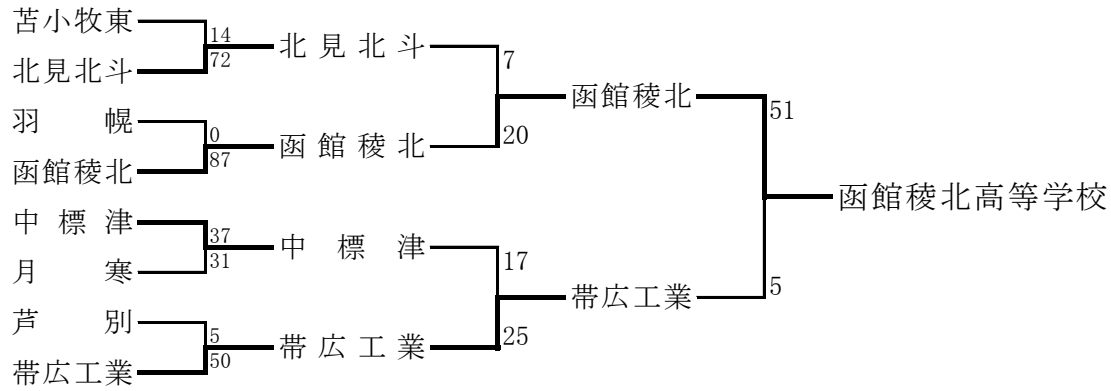 苫小牧東
14
72
北見北斗
北見北斗
7
羽幌
0
87
函館稜北
函館稜北
20
函館稜北
51
中標津
37
31
中標津
17
月寒
函館稜北高等学校
芦別
5
50
帯広工業
25
帯広工業
帯広工業
5